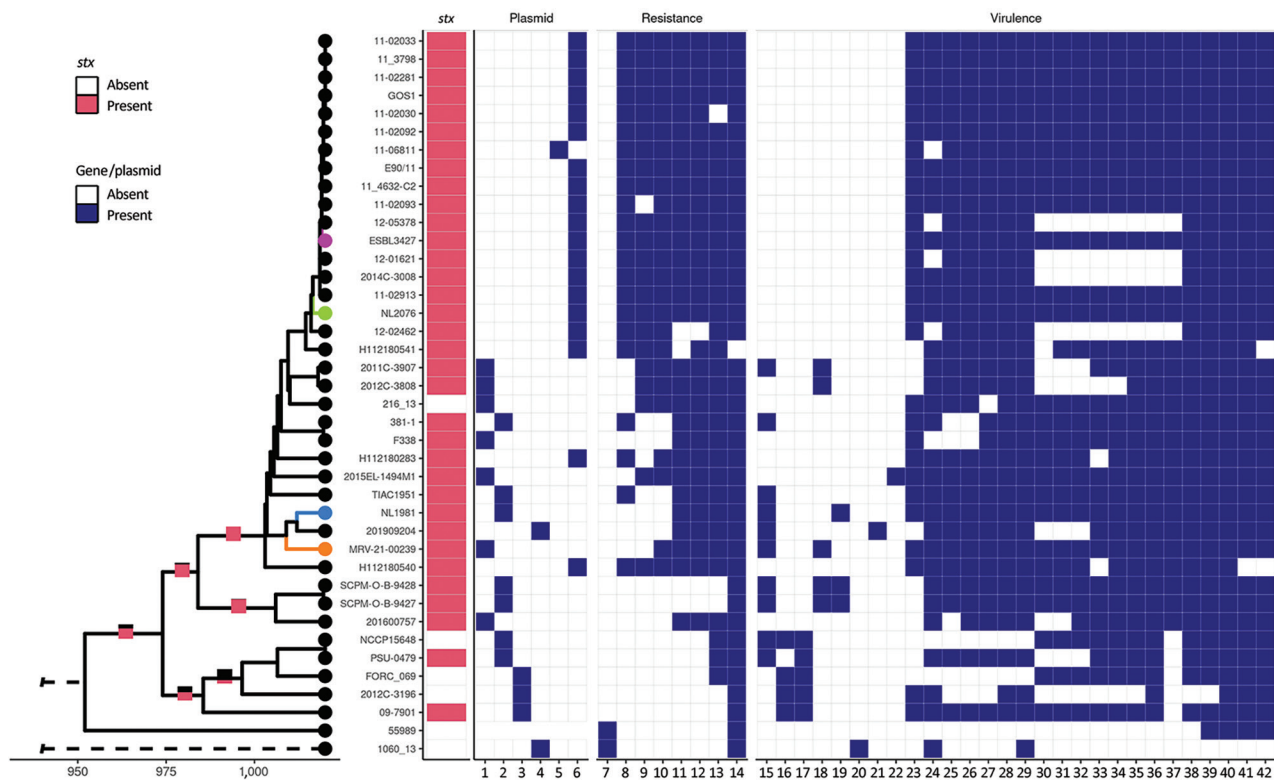 stx Plasmid Resistance Virulence
stx
Absent
Present
Gene/plasmid
Absent
Present
11-02033
11_3798
11-02281
GOS1
11-02030
11-02092
11-06811
E90/11
11_4632-C2
11-02093
12-05378
ESBL3427
12-01621
2014C-3008
11-02913
NL2076
12-02462
H112180541
2011C-3907
2012C-3808
216_13
381-1
F338
H112180283
2015EL-1494M1
TIAC1951
NL1981
201909204
MRV-21-00239
H112180540
SCPM-O-B-9428
SCPM-O-B-9427
201600757
NCCP15648
PSU-0479
FORC_069
2012C-3196
09-7901
55989
1060_13
950 975 1,000
1 2 3 4 5 6 7 8 9 10 11 12 13 14 15 16 17 18 19 20 21 22 23 24 25 26 27 28 29 30 31 32 33 34 35 36 37 38 39 40 41 42